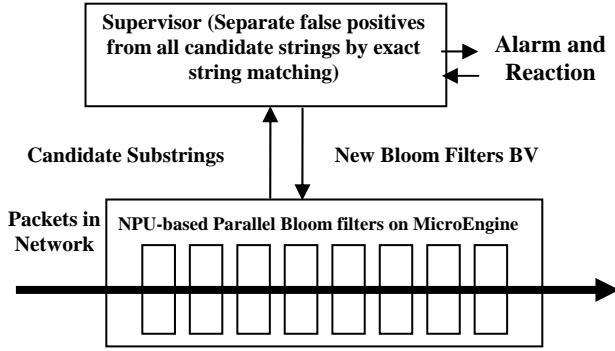 Supervisor (Separate false positives
from all candidate strings by exact
string matching)
Alarm and
Reaction
Candidate Substrings
New Bloom Filters BV
Packets in
Network
NPU-based Parallel Bloom filters on MicroEngine